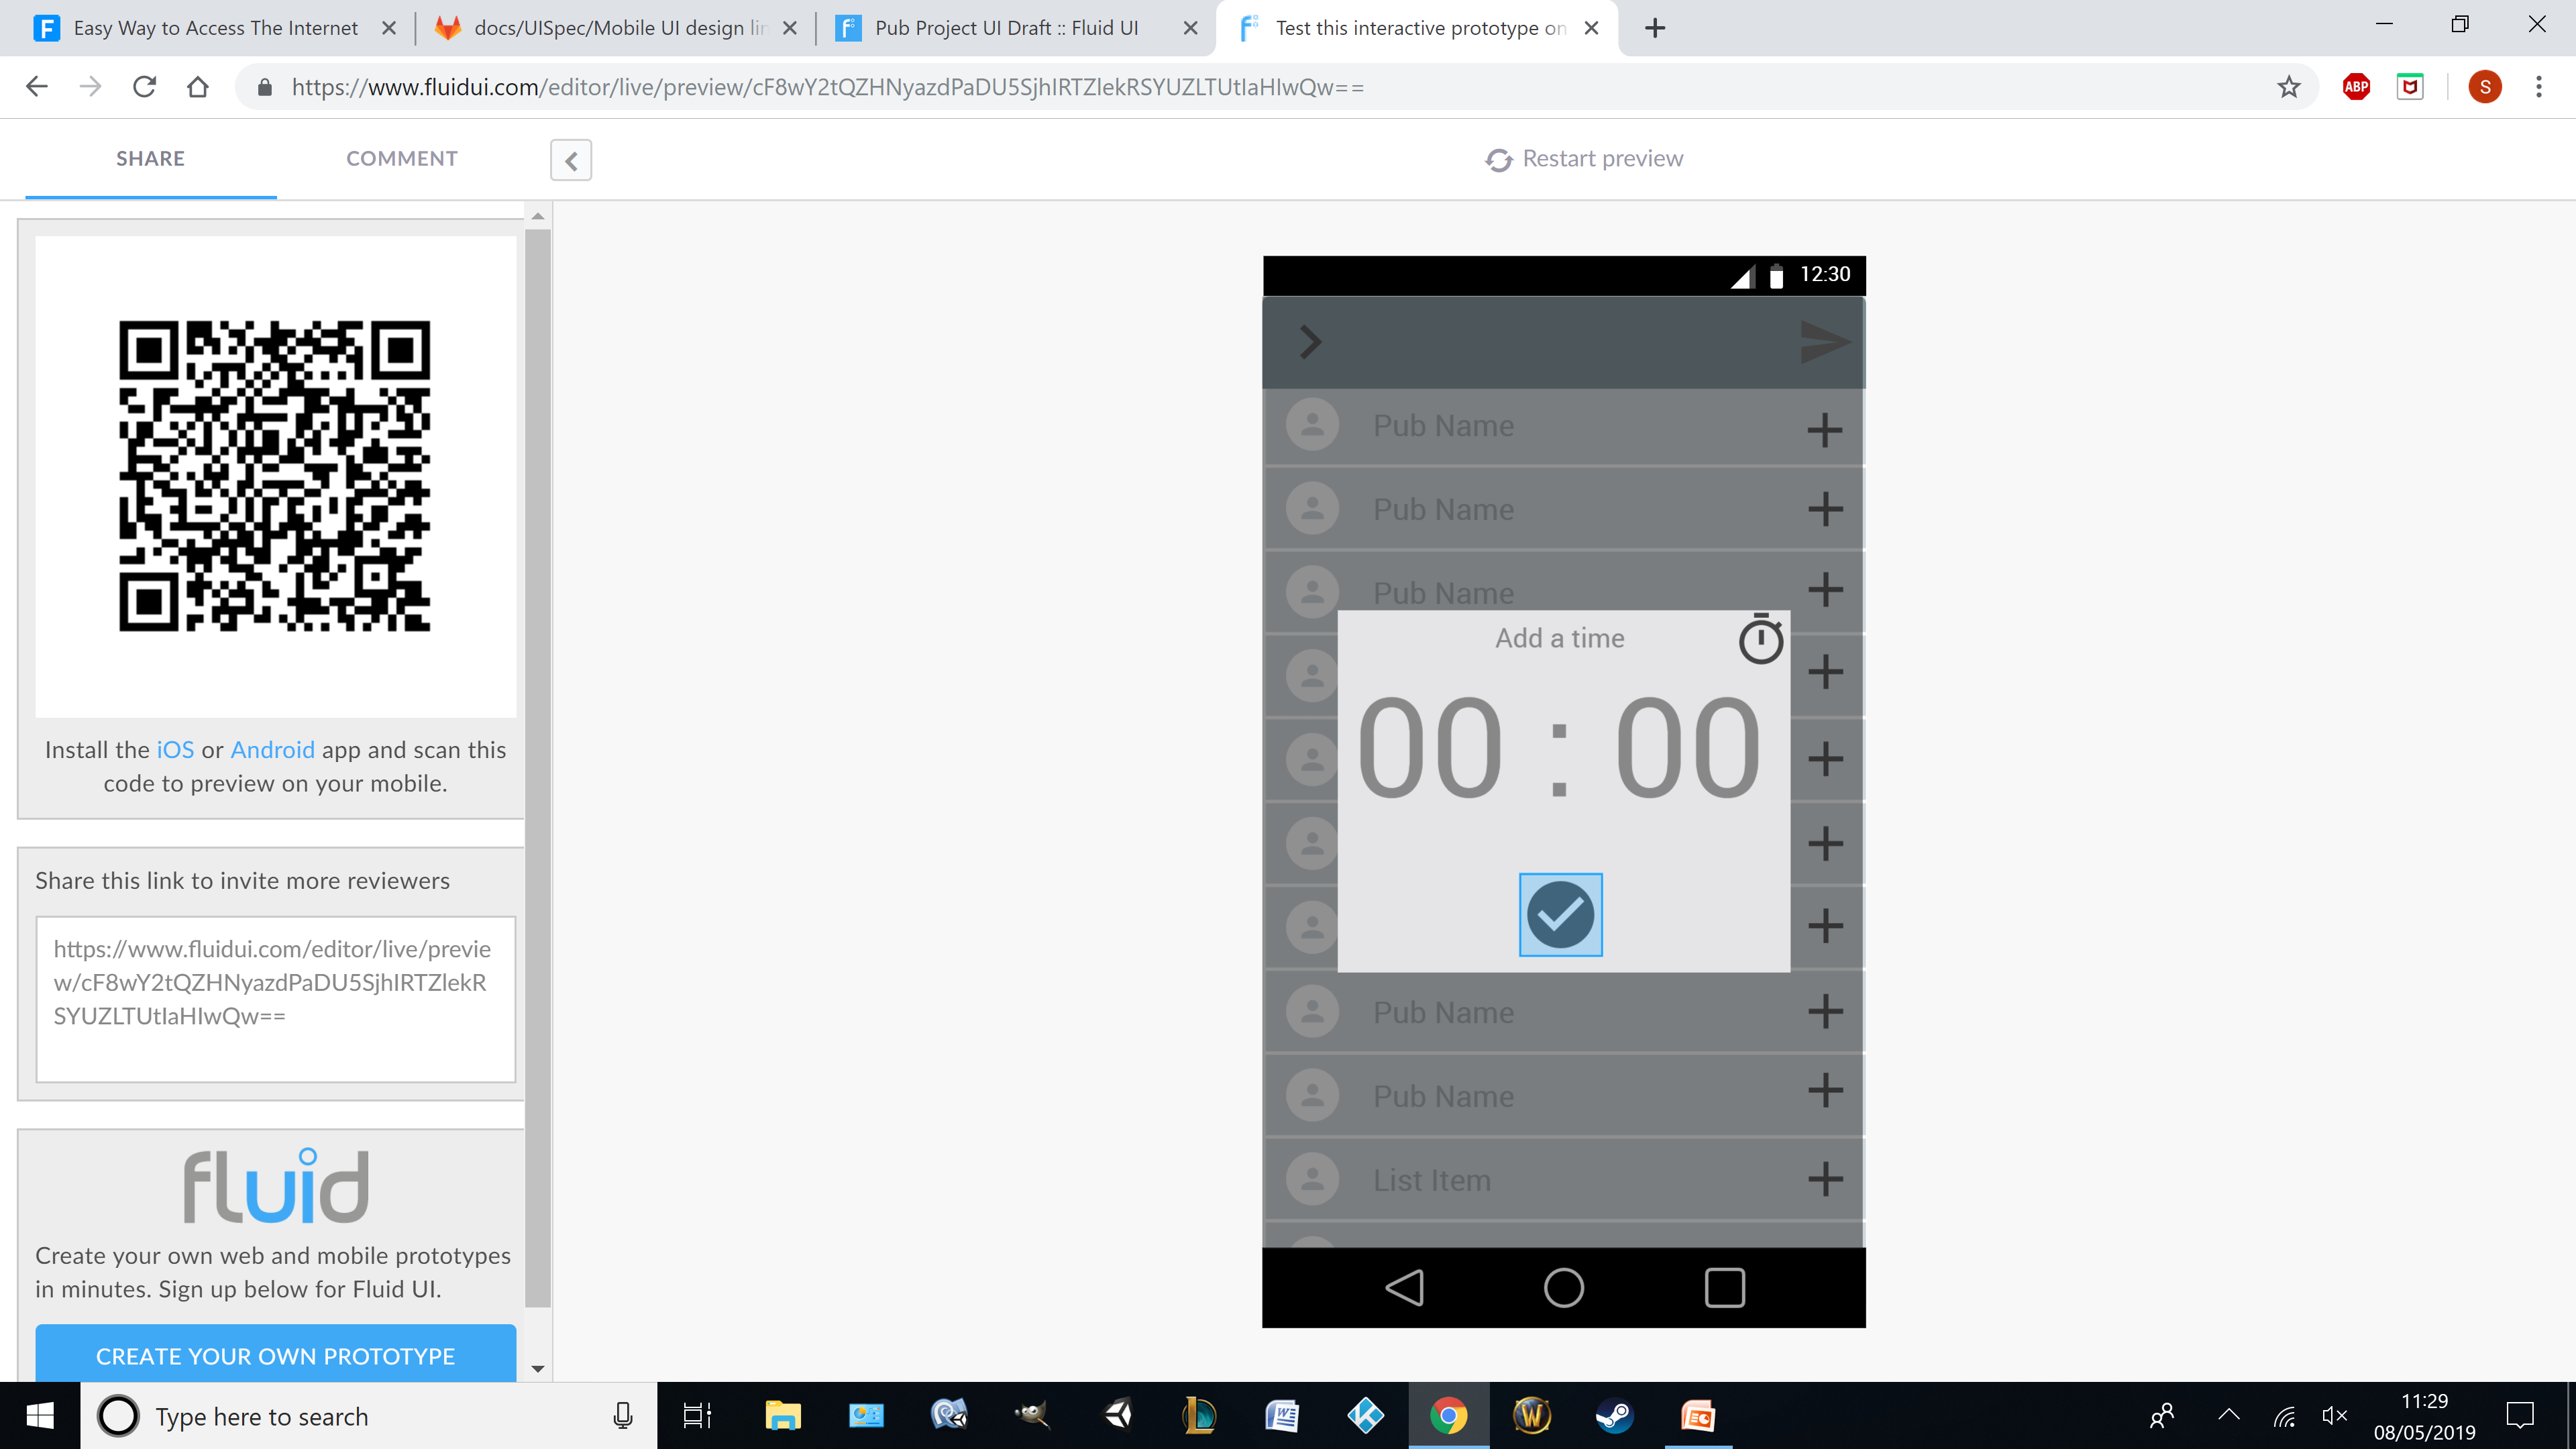 Easy Way to Access The Internet
docs/UISpec/Mobile UI design lin
Pub Project UI Draft :: Fluid UI
Test this interactive prototype on
https://www.fluidui.com/editor/live/preview/cF8wY2tQZHNyazdPaDU5SjhIRTZlekRSYUZLTUtIaHIwQw==
ABP
S
SHARE
COMMENT
Restart preview
Install the iOS or Android app and scan this
code to preview on your mobile.
Share this link to invite more reviewers
https://www.fluidui.com/editor/live/previe
w/cF8wY2tQZHNyazdPaDU5SjhIRTZlekR
SYUZLTUtIaHIwQw==
fluid
Create your own web and mobile prototypes
in minutes. Sign up below for Fluid UI.
CREATE YOUR OWN PROTOTYPE
12:30
Pub Name
Pub Name
Pub Name
Add a time
00 : 00
Pub Name
Pub Name
List Item
Type here to search
11:29
08/05/2019